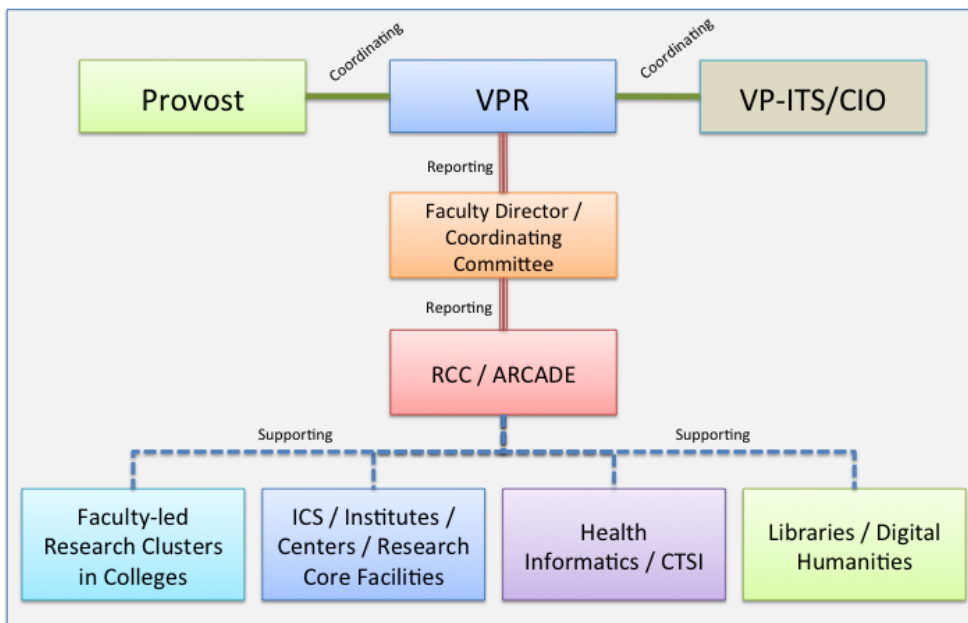 Coordinating
Coordinating
Provost
VPR
VP-ITS/CIO
Reporting
Faculty Director /
Coordinating
Committee
Reporting
RCC / ARCADE
Supporting
Supporting
Faculty-led
Research Clusters
in Colleges
ICS / Institutes /
Centers / Research
Core Facilities
Health
Informatics / CTSI
Libraries / Digital
Humanities